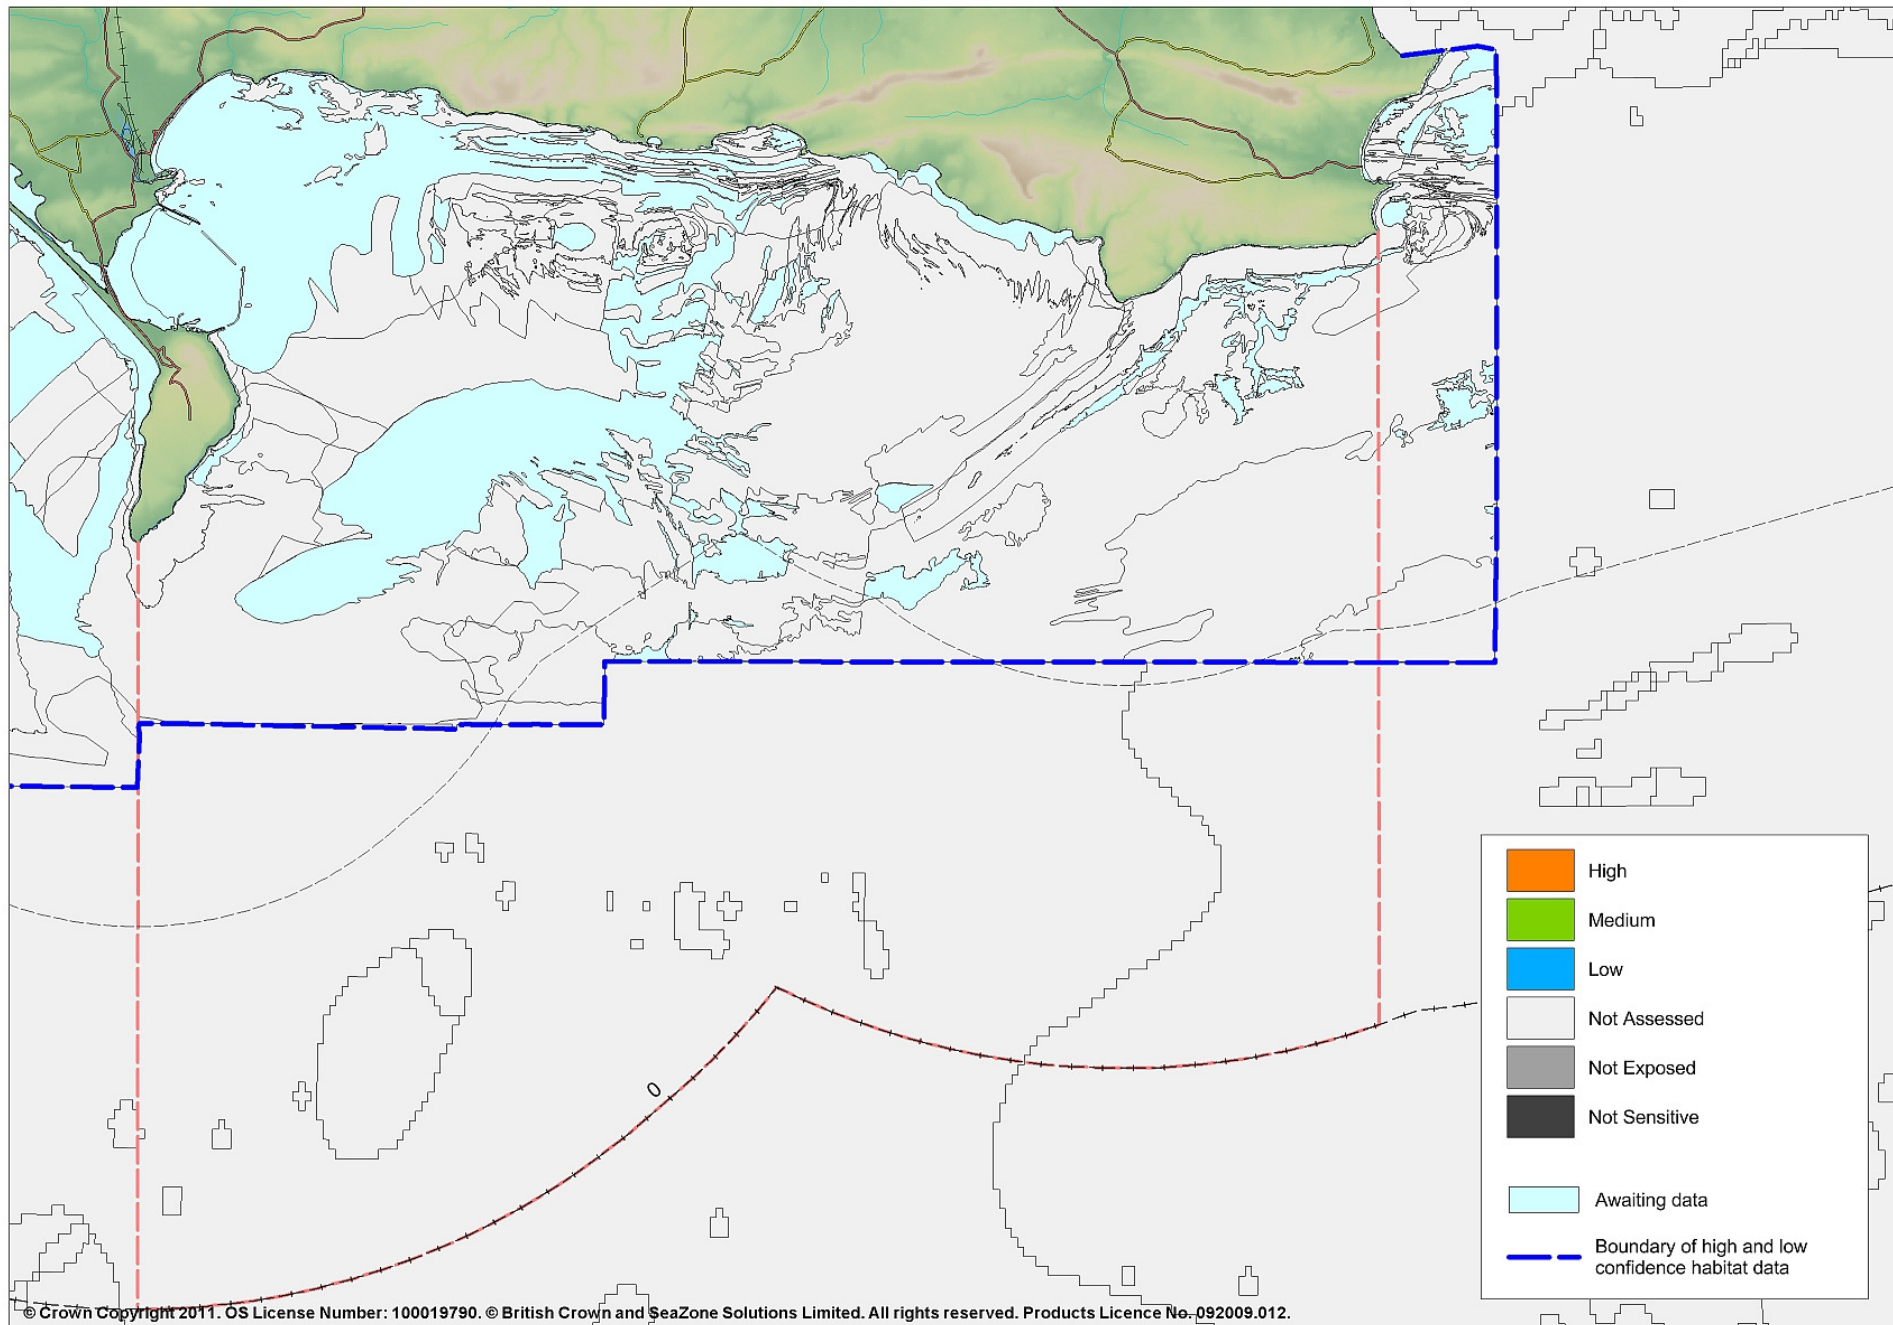 High
Medium
Low
Not Assessed
Not Exposed
Not Sensitive
Awaiting data
Boundary of high and low
confidence habitat data
0
© Crown Copyright 2011. OS License Number: 100019790. © British Crown and SeaZone Solutions Limited. All rights reserved. Products Licence No. 092009.012.